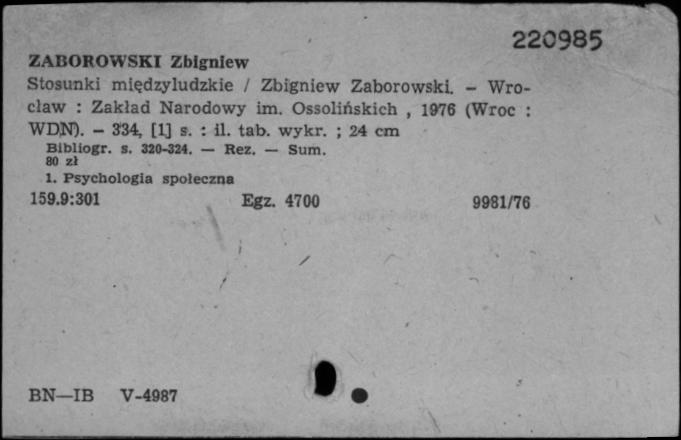 220985
ZABOROWSKI Zbigniew
Stosunki międzyludzkie / Zbigniew Zaborowski. — Wro-
cław : Zakład Narodowy im. Ossolińskich , 1976 (Wroc :
WDN). — 334, [1] s. : il. tab. wykr. ; 24 cm
Bibliogr. s. 320-324. — Rez. — Sum.
80 zł
1. Psychologia społeczna
159.9:301 Egz. 4700 9981/76
BN—IB V-4987